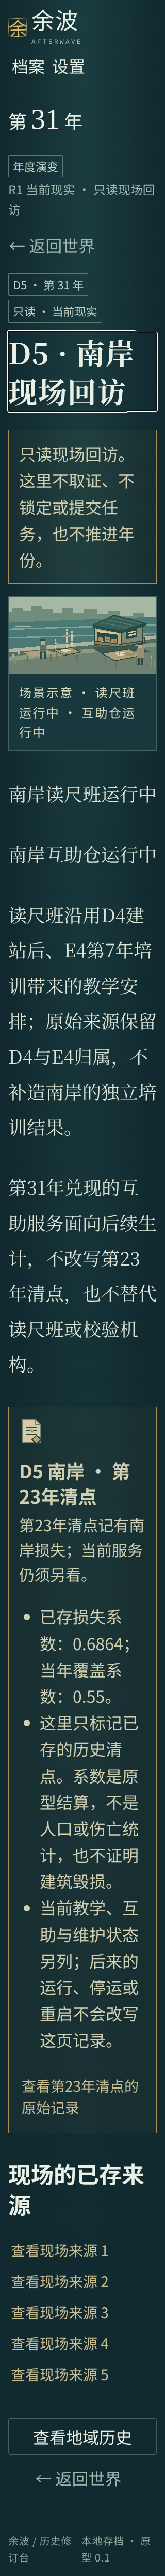 余 余波
AFTERWAVE
档案 设置
第 31 年
年度演变
R1 当前现实 · 只读现场回
访
← 返回世界
D5 · 第 31 年
只读 · 当前现实
D5 · 南岸
现场回访
只读现场回访。
这里不取证、不
锁定或提交任
务，也不推进年
份。
场景示意 · 读尺班
运行中 · 互助仓运
行中
南岸读尺班运行中
南岸互助仓运行中
读尺班沿用D4建
站后、E4第7年培
训带来的教学安
排；原始来源保留
D4与E4归属，不
补造南岸的独立培
训结果。
第31年兑现的互
助服务面向后续生
计，不改写第23
年清点，也不替代
读尺班或校验机
构。
D5 南岸 · 第
23年清点
第23年清点记有南
岸损失；当前服务
仍须另看。
• 已存损失系
数：0.6864；
当年覆盖系
数：0.55。
• 这里只标记已
存的历史清
点。系数是原
型结算，不是
人口或伤亡统
计，也不证明
建筑毁损。
• 当前教学、互
助与维护状态
另列；后来的
运行、停运或
重启不会改写
这页记录。
查看第23年清点的
原始记录
现场的已存来
源
查看现场来源 1
查看现场来源 2
查看现场来源 3
查看现场来源 4
查看现场来源 5
查看地域历史
← 返回世界
余波 / 历史修
订台
本地存档 · 原
型 0.1